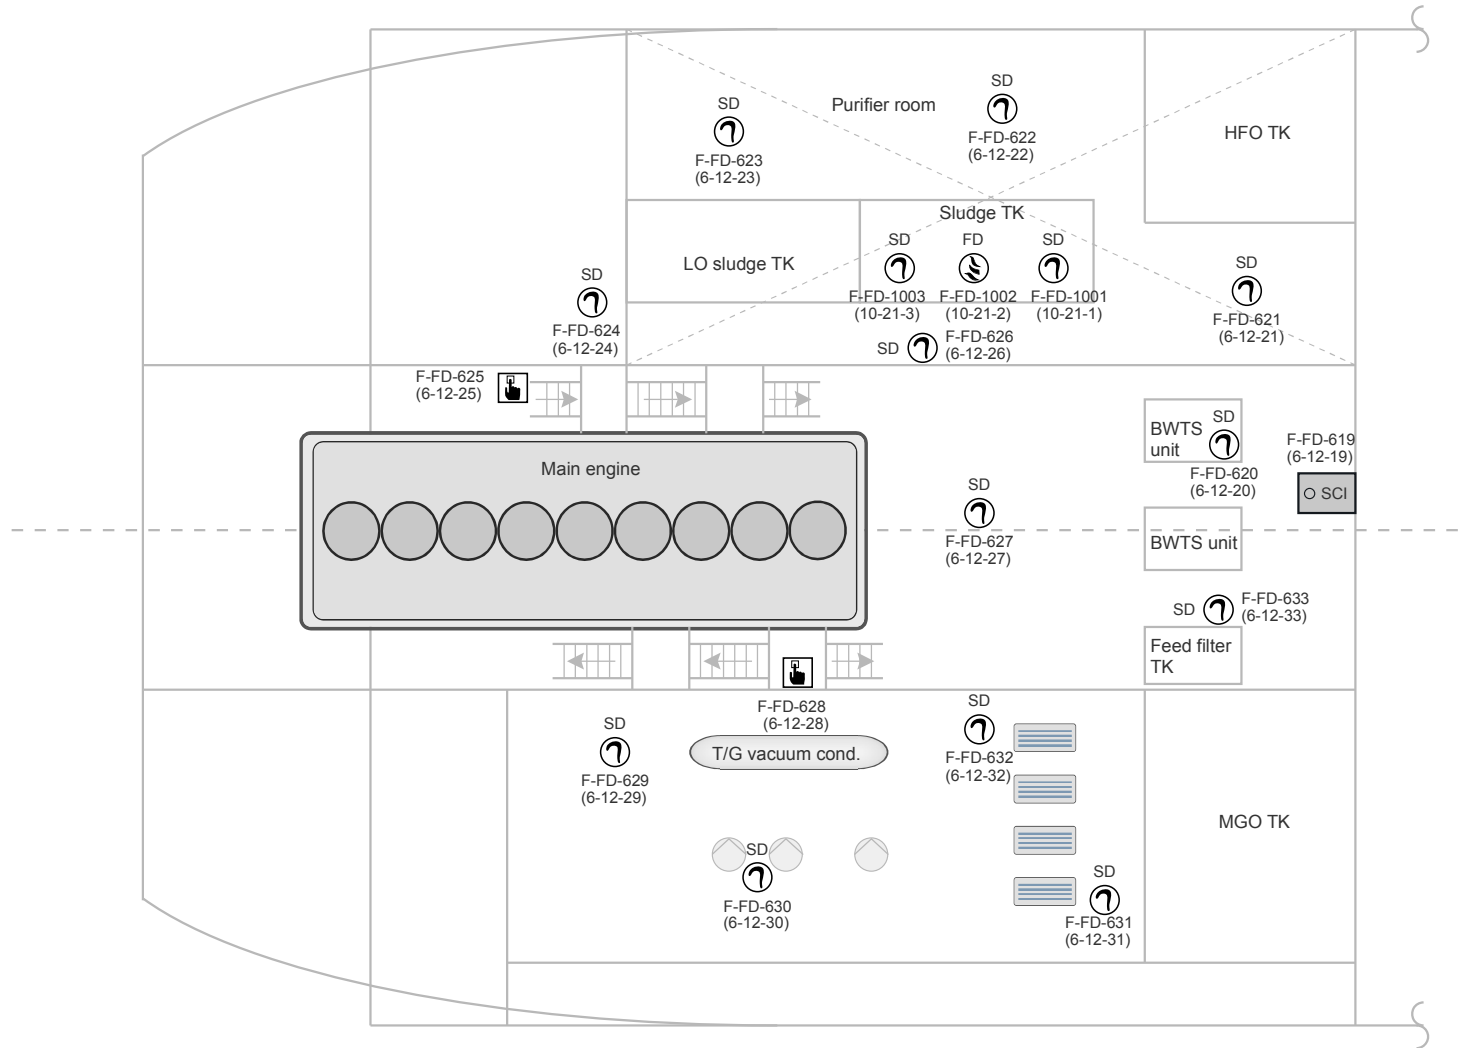 SD
Purifier room
SD
F-FD-622
(6-12-22)
F-FD-623
(6-12-23)
HFO TK
Sludge TK
LO sludge TK
SD
FD
SD
F-FD-1003
(10-21-3)
F-FD-1002
(10-21-2)
F-FD-1001
(10-21-1)
SD
F-FD-624
(6-12-24)
SD
F-FD-621
(6-12-21)
SD
F-FD-626
(6-12-26)
F-FD-625
(6-12-25)
Main engine
BWTS
unit
SD
F-FD-620
(6-12-20)
F-FD-619
(6-12-19)
SCI
SD
F-FD-627
(6-12-27)
BWTS unit
SD
F-FD-633
(6-12-33)
Feed filter
TK
F-FD-628
(6-12-28)
SD
F-FD-629
(6-12-29)
T/G vacuum cond.
SD
F-FD-632
(6-12-32)
MGO TK
SD
F-FD-630
(6-12-30)
SD
F-FD-631
(6-12-31)